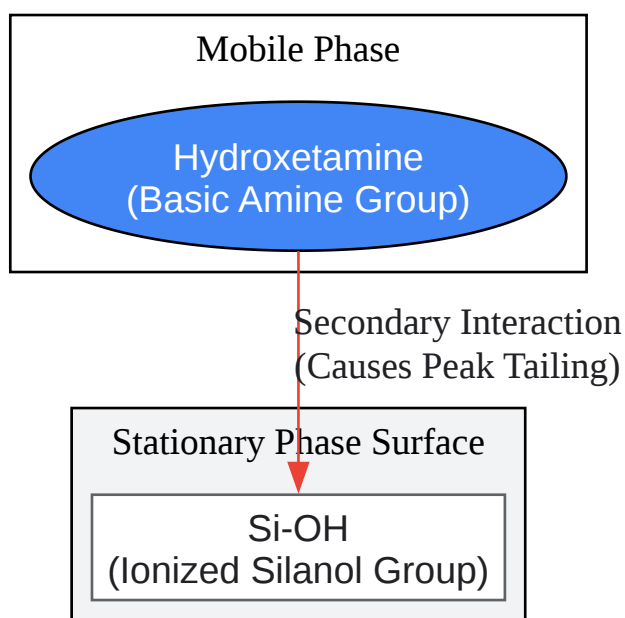 Mobile Phase
Hydroxetamine
(Basic Amine Group)
Secondary Interaction
(Causes Peak Tailing)
Stationary Phase Surface
Si-OH
(Ionized Silanol Group)